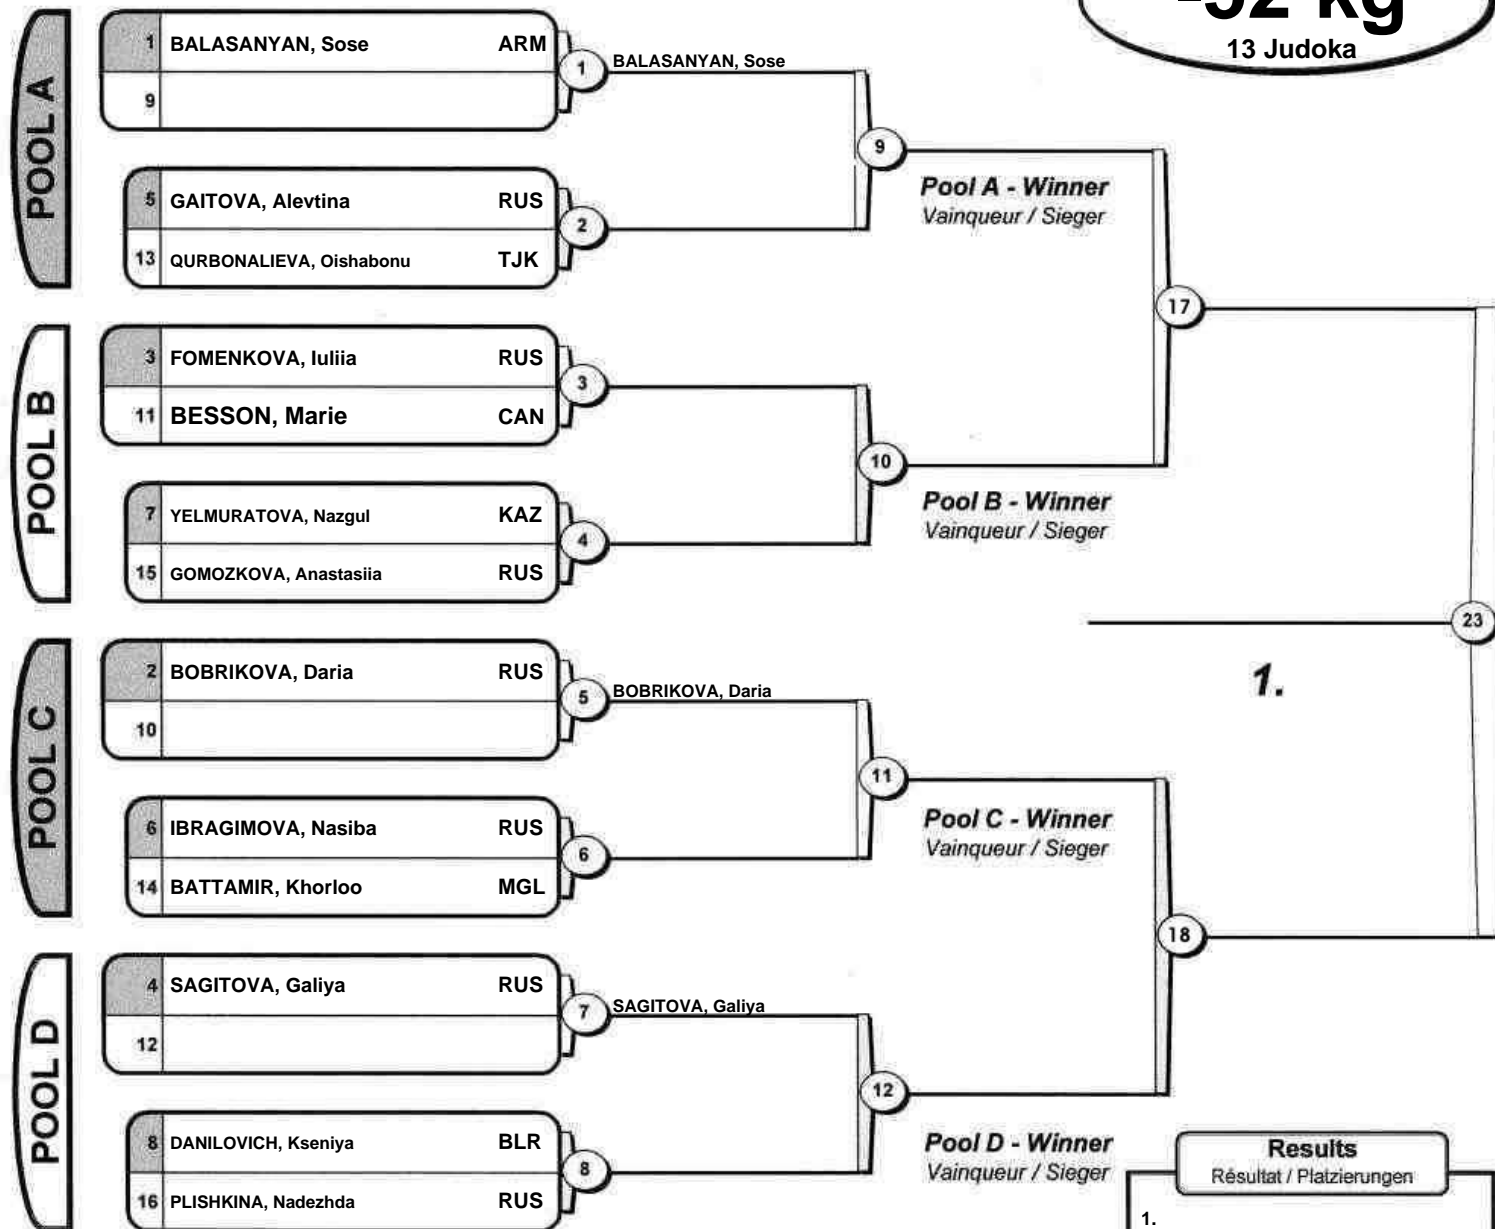 -52 kg
13 Judoka
POOL A
1 BALASANYAN, Sose ARM
9
1 BALASANYAN, Sose
5 GAITOVA, Alevtina RUS
13 QURBONALIEVA, Oishabonu TJK
2
9
Pool A - Winner
Vainqueur / Sieger
POOL B
3 FOMENKOVA, Iuliia RUS
11 BESSON, Marie CAN
3
7 YELMURATOVA, Nazgul KAZ
15 GOMOZKOVA, Anastasiia RUS
4
10
Pool B - Winner
Vainqueur / Sieger
17
POOL C
2 BOBRIKOVA, Daria RUS
10
5 BOBRIKOVA, Daria
6 IBRAGIMOVA, Nasiba RUS
14 BATTAMIR, Khorloo MGL
6
11
Pool C - Winner
Vainqueur / Sieger
POOL D
4 SAGITOVA, Galiya RUS
12
7 SAGITOVA, Galiya
8 DANILOVICH, Kseniya BLR
16 PLISHKINA, Nadezhda RUS
8
12
Pool D - Winner
Vainqueur / Sieger
18
23
1.
Results
Résultat / Platzierungen
1.